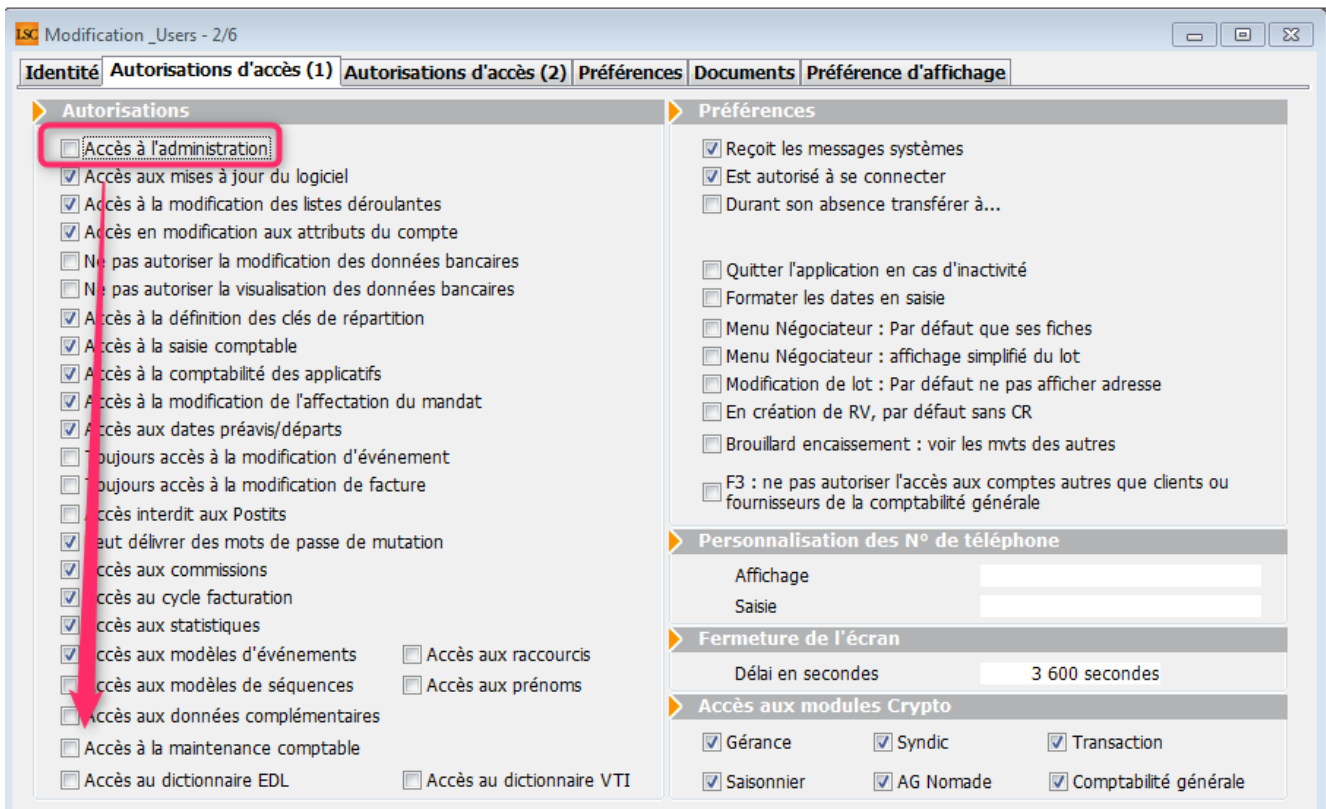 LSC Modification _Users - 2/6
Identité Autorisations d'accès (1) Autorisations d'accès (2) Préférences Documents Préférence d'affichage
Autorisations
Accès à l'administration
Accès aux mises à jour du logiciel
Accès à la modification des listes déroulantes
Accès en modification aux attributs du compte
Ne pas autoriser la modification des données bancaires
Ne pas autoriser la visualisation des données bancaires
Accès à la définition des clés de répartition
Accès à la saisie comptable
Accès à la comptabilité des applicatifs
Accès à la modification de l'affectation du mandat
Accès aux dates préavis/départs
Toujours accès à la modification d'événement
Toujours accès à la modification de facture
Accès interdit aux Postits
Peut délivrer des mots de passe de mutation
Accès aux commissions
Accès au cycle facturation
Accès aux statistiques
Accès aux modèles d'événements Accès aux raccourcis
Accès aux modèles de séquences Accès aux prénoms
Accès aux données complémentaires
Accès à la maintenance comptable
Accès au dictionnaire EDL Accès au dictionnaire VTI
Préférences
Reçoit les messages systèmes
Est autorisé à se connecter
Durant son absence transférer à...
Quitter l'application en cas d'inactivité
Formater les dates en saisie
Menu Négociateur : Par défaut que ses fiches
Menu Négociateur : affichage simplifié du lot
Modification de lot : Par défaut ne pas afficher adresse
En création de RV, par défaut sans CR
Brouillard encaissement : voir les mvts des autres
F3 : ne pas autoriser l'accès aux comptes autres que clients ou
fournisseurs de la comptabilité générale
Personnalisation des N° de téléphone
Affichage
Saisie
Fermeture de l'écran
Délai en secondes 3 600 secondes
Accès aux modules Crypto
Gérance Syndic Transaction
Saisonnier AG Nomade Comptabilité générale